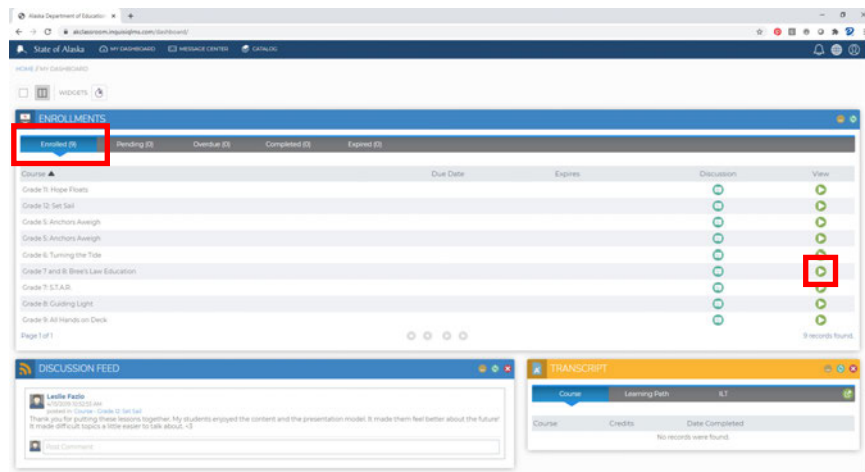 Alaska Department of Education
akclassroom.inquisiqlms.com/dashboard/
State of Alaska MY DASHBOARD MESSAGE CENTER CATALOG
HOME / MY DASHBOARD
WIDGETS
ENROLLMENTS
Enrolled (9) Pending (0) Overdue (0) Completed (0) Expired (0)
Course Due Date Expires Discussion View
Grade 11: Hope Floats
Grade 12: Set Sail
Grade 5: Anchors Aweigh
Grade 5: Anchors Aweigh
Grade 6: Turning the Tide
Grade 7 and 8: Bree's Law Education
Grade 7: S.T.A.R.
Grade 8: Guiding Light
Grade 9: All Hands on Deck
Page 1 of 1 9 records found.
DISCUSSION FEED
Leslie Fazio
posted in: Course - Grade 12: Set Sail
Thank you for putting these lessons together. My students enjoyed the content and the presentation model. It made them feel better about the future!
It made difficult topics a little easier to talk about. <3
Post Comment
TRANSCRIPT
Course Learning Path ILT
Course Credits Date Completed
No records were found.